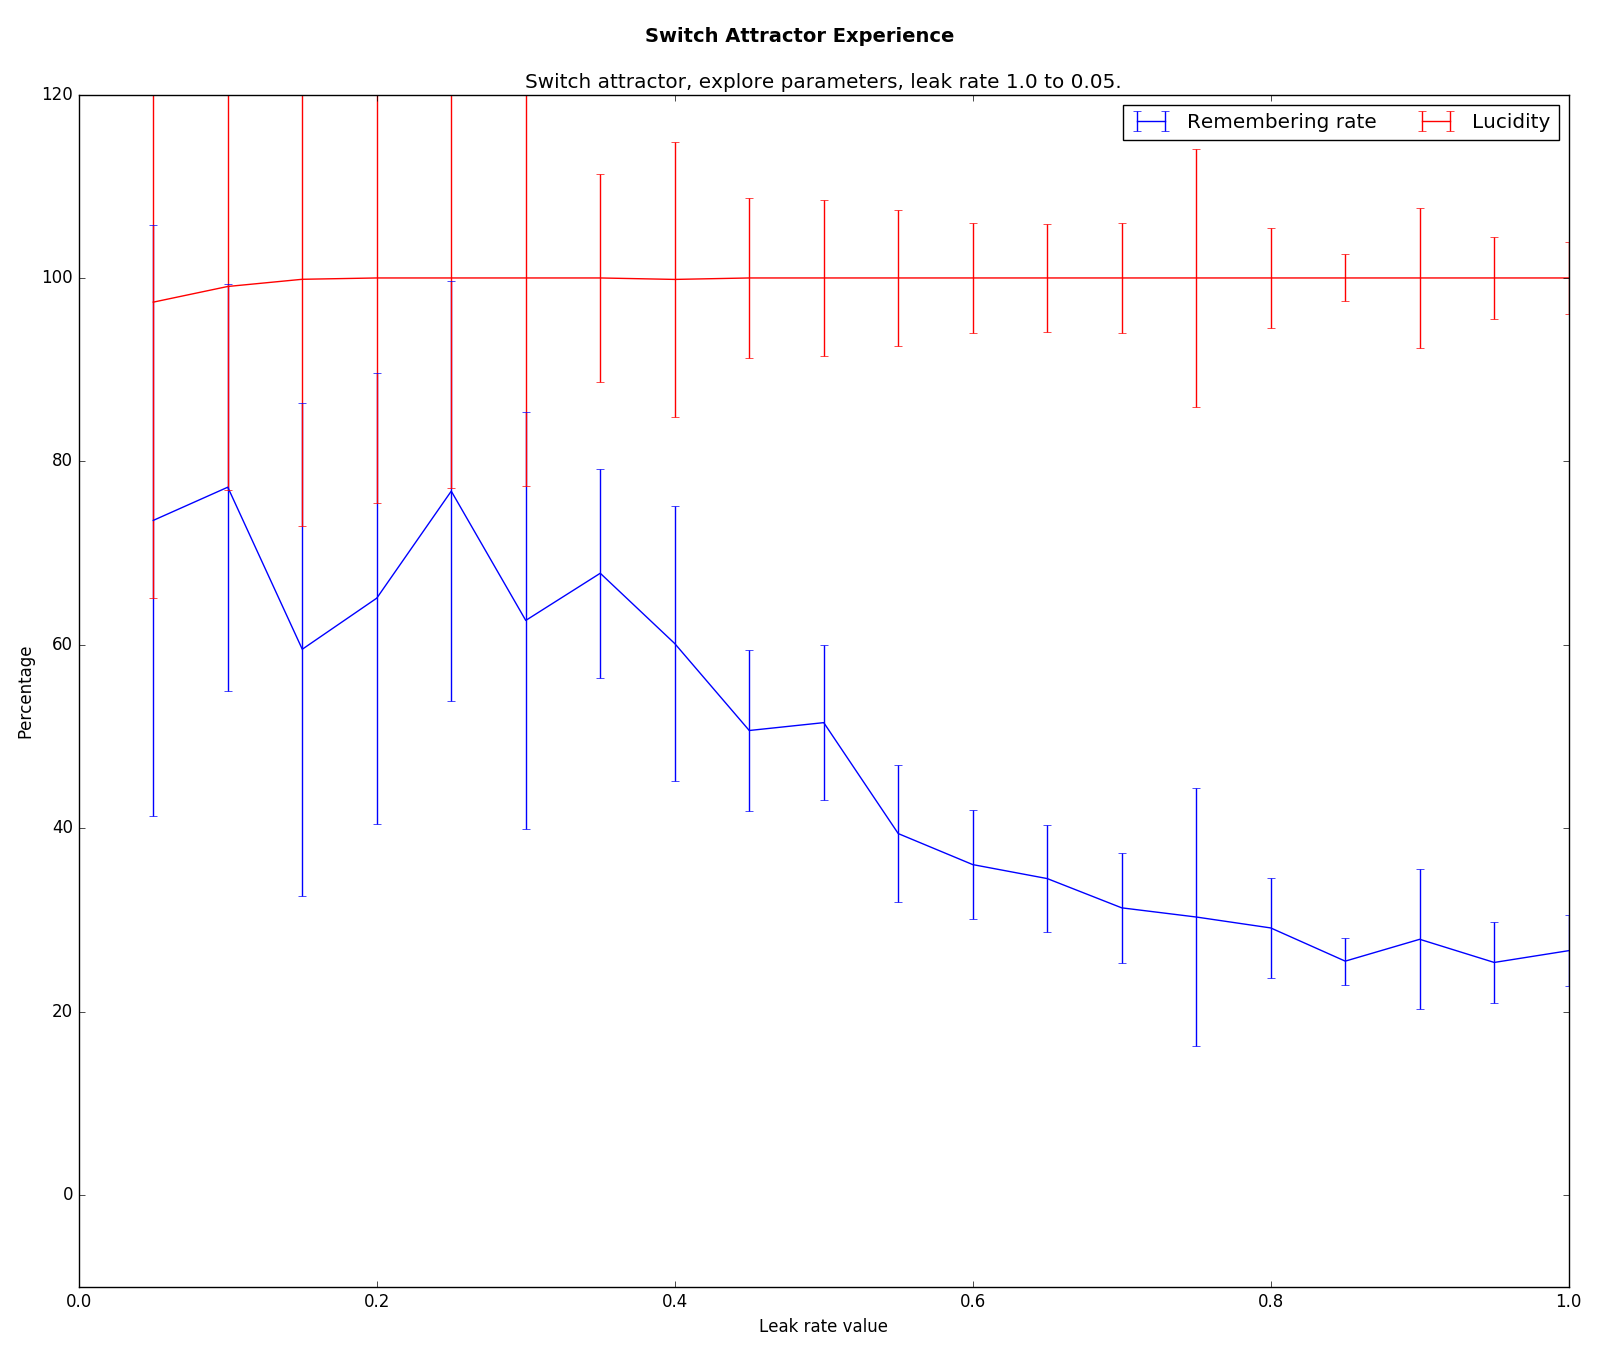 Switch Attractor Experience
Switch attractor, explore parameters, leak rate 1.0 to 0.05.
Remembering rate Lucidity
120
100
80
60
40
20
0
Percentage
0.0 0.2 0.4 0.6 0.8 1.0
Leak rate value